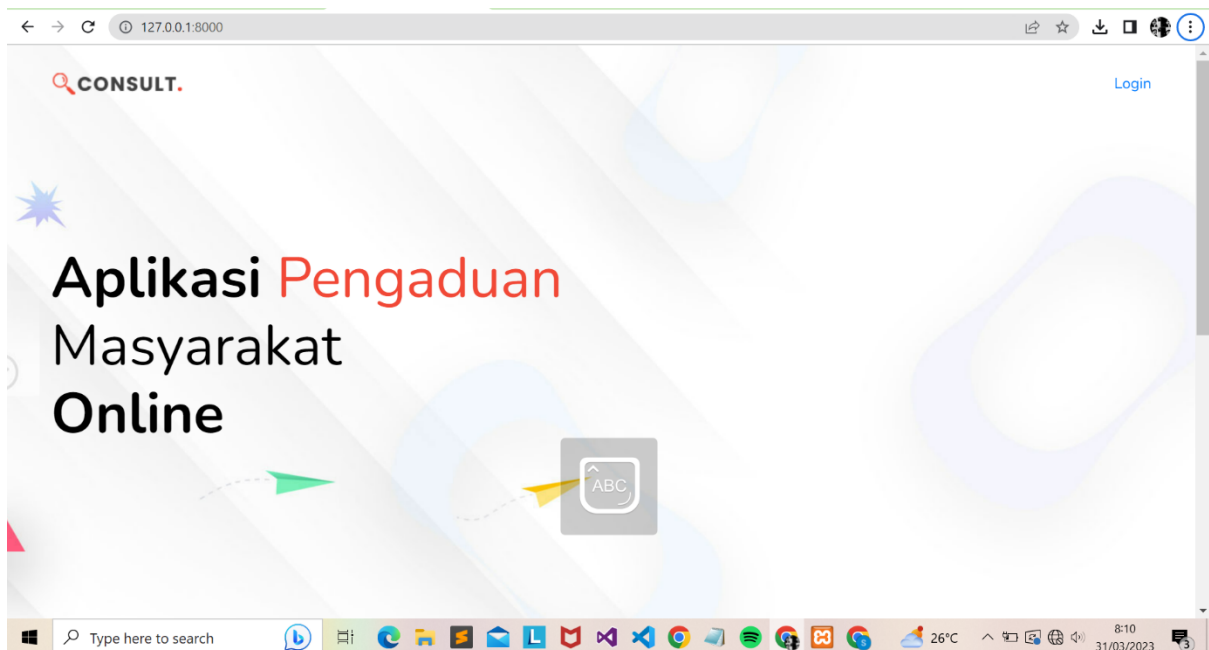 127.0.0.1:8000
CONSULT.
Login
Aplikasi Pengaduan
Masyarakat
Online
ABC
Type here to search
26°C
8:10
31/03/2023
3